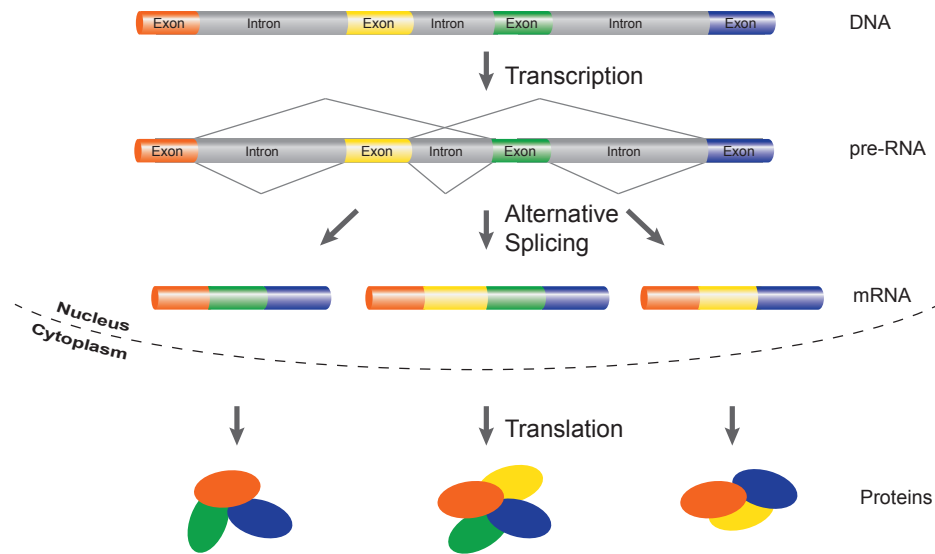 Exon Intron Exon Intron Exon Intron Exon DNA
Transcription
Exon Intron Exon Intron Exon Intron Exon pre-RNA
Alternative
Splicing
mRNA
Nucleus
Cytoplasm
Translation
Proteins